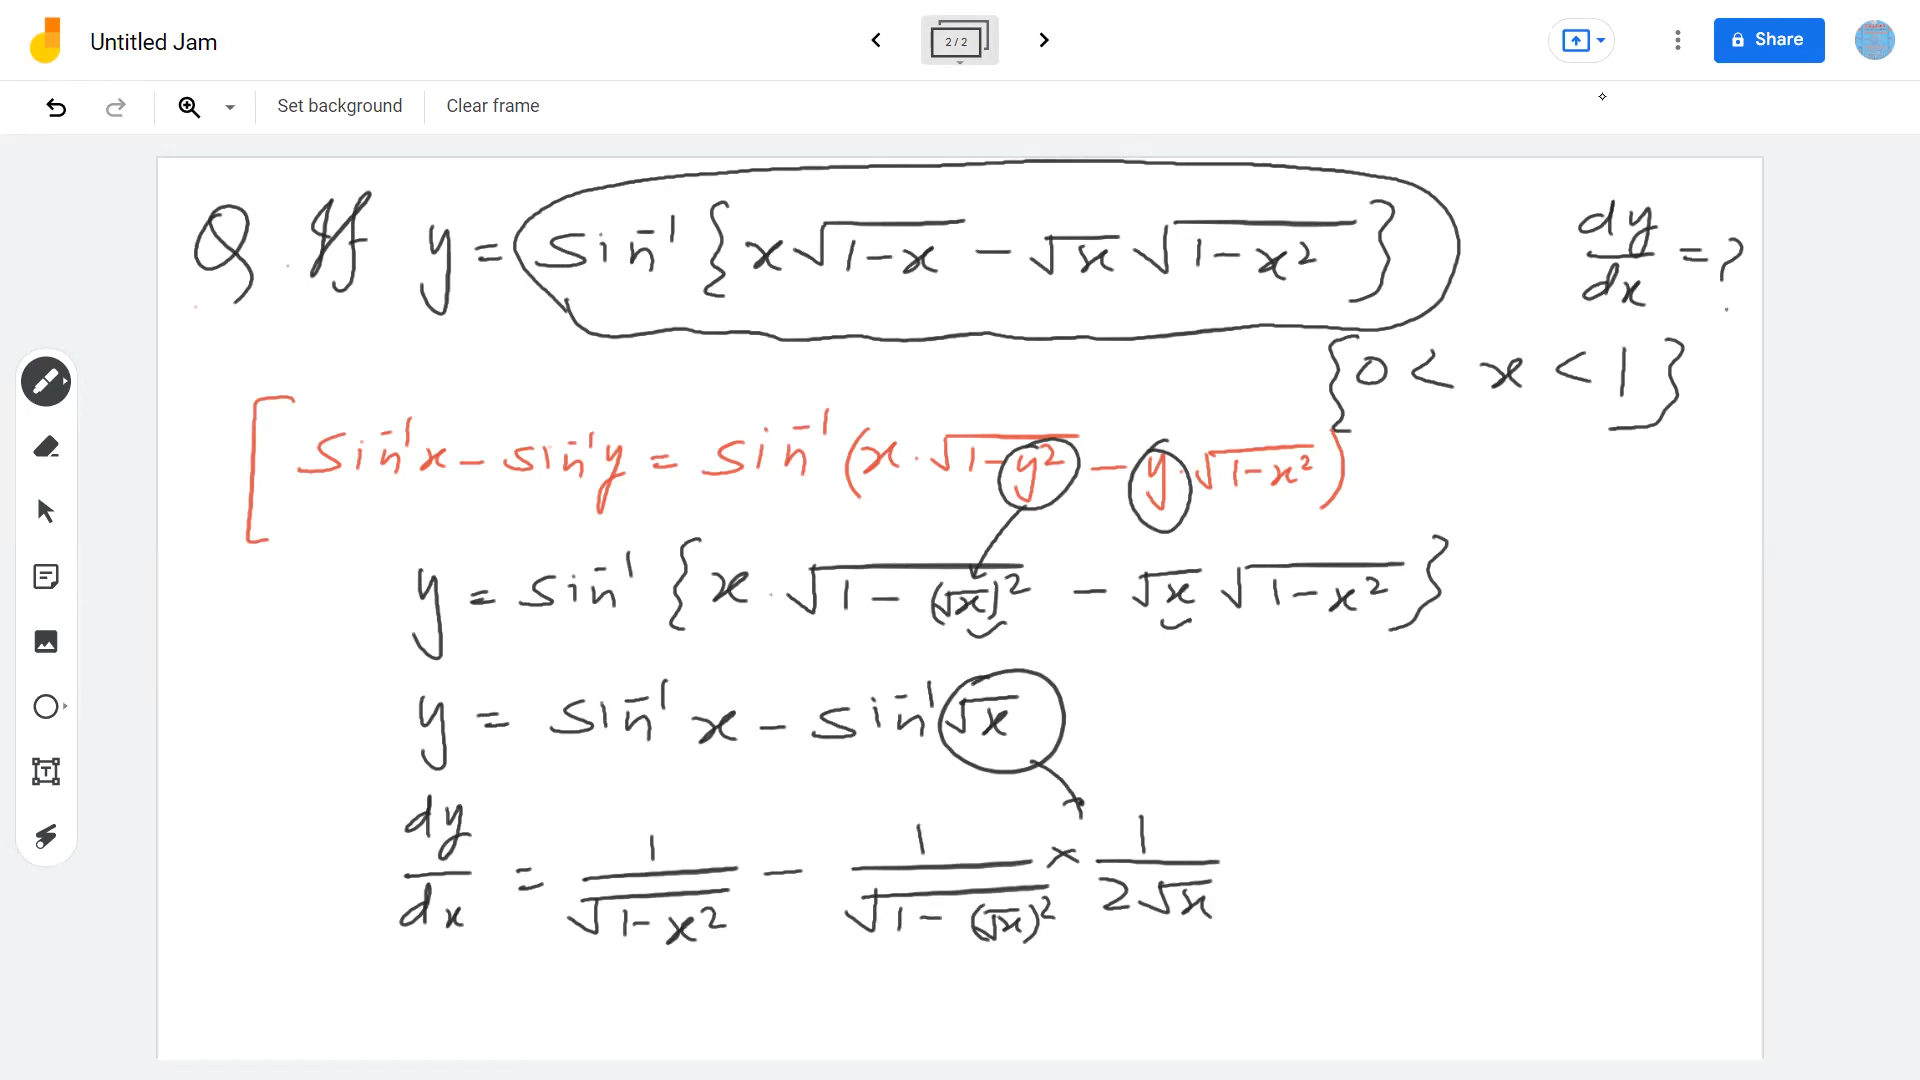 Untitled Jam
2 / 2
Share
Set background
Clear frame
Q. If y = sin⁻¹ { x√(1-x) - √x √(1-x²) } dy/dx = ?
{ 0 < x < 1 }
[ sin⁻¹x - sin⁻¹y = sin⁻¹ (x·√(1-y²) - y·√(1-x²))
y = sin⁻¹ { x·√(1-(√x)²) - √x √(1-x²) }
y = sin⁻¹ x - sin⁻¹ √x
dy/dx = 1/√(1-x²) - 1/√(1-(√x)²) × 1/(2√x)